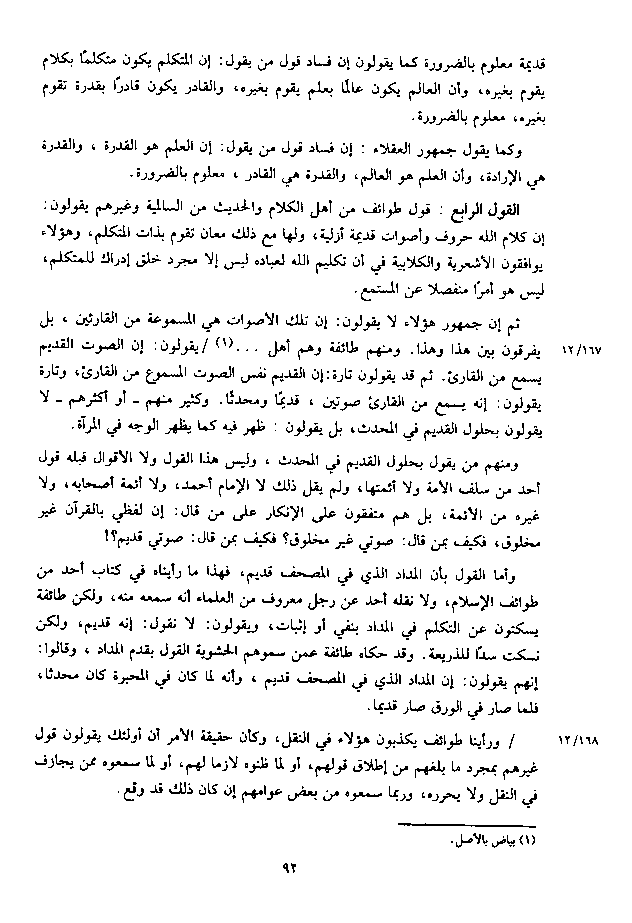 قديمة معلوم بالضرورة كما يقولون إن فساد قول من يقول: إن المتكلم يكون متكلمًا بكلام
يقوم بغيره، وأن العالم يكون عالمًا بعلم يقوم بغيره، والقادر يكون قادرًا بقدرة تقوم
بغيره، معلوم بالضرورة.
وكما يقول جمهور العقلاء : إن فساد قول من يقول: إن العلم هو القدرة ، والقدرة
هي الإرادة، وأن العلم هو العالم، والقدرة هي القادر ، معلوم بالضرورة.
القول الرابع : قول طوائف من أهل الكلام والحديث من السالمية وغيرهم يقولون:
إن كلام الله حروف وأصوات قديمة أزلية، ولها مع ذلك معان تقوم بذات المتكلم، وهؤلاء
يوافقون الأشعرية والكلابية في أن تكليم الله لعباده ليس إلا مجرد خلق إدراك للمتكلم،
ليس هو أمرًا منفصلا عن المستمع.
ثم إن جمهور هؤلاء لا يقولون: إن تلك الأصوات هي المسموعة من القارئين ، بل
١٢/١٦٧ يفرقون بين هذا وهذا. ومنهم طائفة وهم أهل ...(١) /يقولون: إن الصوت القديم
يسمع من القارئ. ثم قد يقولون تارة:إن القديم نفس الصوت المسموع من القارئ، وتارة
يقولون: إنه يسمع من القارئ صوتين ، قديمًا ومحدثًا. وكثير منهم ـ أو أكثرهم ـ لا
يقولون بحلول القديم في المحدث، بل يقولون : ظهر فيه كما يظهر الوجه في المرآة.
ومنهم من يقول بحلول القديم في المحدث ، وليس هذا القول ولا الأقوال قبله قول
أحد من سلف الأمة ولا أئمتها، ولم يقل ذلك لا الإمام أحمد، ولا أئمة أصحابه، ولا
غيره من الأئمة، بل هم متفقون على الإنكار على من قال: إن لفظي بالقرآن غير
مخلوق، فكيف بمن قال: صوتي غير مخلوق؟ فكيف بمن قال: صوتي قديم؟!
وأما القول بأن المداد الذي في المصحف قديم، فهذا ما رأيناه في كتاب أحد من
طوائف الإسلام، ولا نقله أحد عن رجل معروف من العلماء أنه سمعه منه، ولكن طائفة
يسكتون عن التكلم في المداد بنفي أو إثبات، ويقولون: لا نقول: إنه قديم، ولكن
نسكت سدًا للذريعة. وقد حكاه طائفة عمن سموهم الحشوية القول بقدم المداد ، وقالوا:
إنهم يقولون: إن المداد الذي في المصحف قديم ، وأنه لما كان في المحبرة كان محدثا،
فلما صار في الورق صار قديما.
١٢/١٦٨ / ورأينا طوائف يكذبون هؤلاء في النقل، وكأن حقيقة الأمر أن أولئك يقولون قول
غيرهم بمجرد ما بلغهم من إطلاق قولهم، أو لما ظنوه لازما لهم، أو لما سمعوه ممن يجازف
في النقل ولا يحرره، وربما سمعوه من بعض عوامهم إن كان ذلك قد وقع.
(١) بياض بالأصل.
٩٢